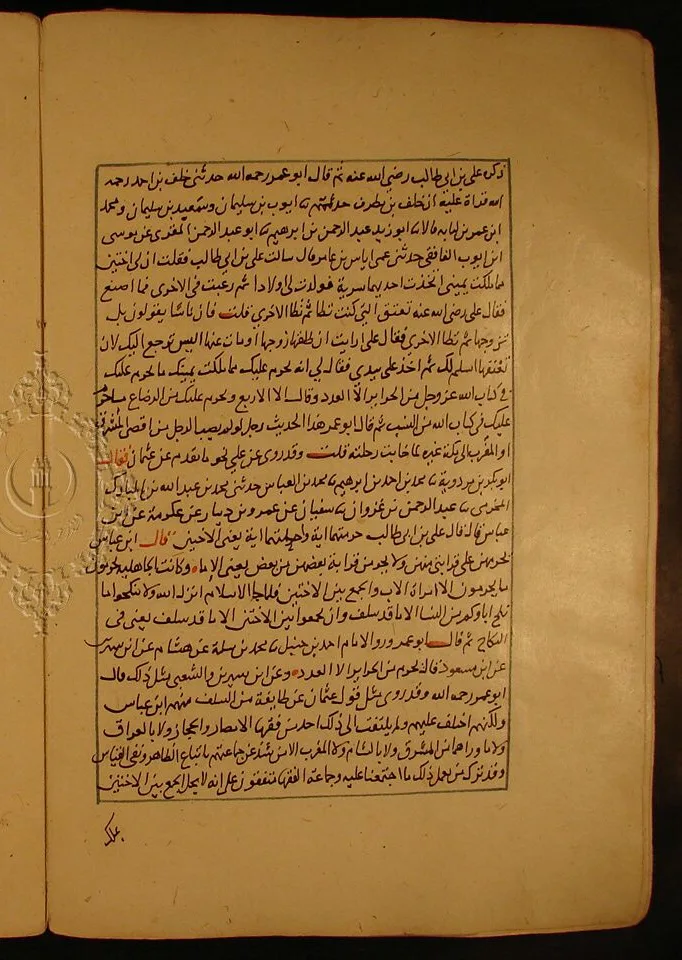 ذكره علي بن ابي طالب رضي الله عنه ثم قال ابو عمر رحمه الله حدثني خلف بن احمد رحمه
الله قراة عليه ان خلف بن مطرف حدثهم نا ايوب بن سليمان وسعيد بن سليمان ومحمد
ابن عمر بن لبابه قالا نا ابو زيد عبد الرحمن بن ابرهيم نا ابو عبد الرحمن المقري عن موسى
ابن ايوب الغافقي حدثني عمي اياس بن عامر قال سالت علي بن ابي طالب فقلت ان لي اختين
مما ملكت يميني اتخذت احديهما سرية فولدت لي اولادا ثم رغبت في الاخرى فما اصنع
فقال علي رضي الله عنه تعتق التي كنت تطا ثم تطا الاخرى قلت فان ناسا يقولون بل
تزوجها ثم تطا الاخرى فقال علي ارايت ان طلقها زوجها او مات عنها اليس ترجع اليك لان
تعتقها اسلم لك ثم اخذ علي بيدي فقال لي انه يحرم عليك مما ملكت يمينك ما يحرم عليك
في كتاب الله عز وجل من الحراير الا العدد وقال الا الاربع ويحرم عليك من الرضاع ما يحرم
عليك في كتاب الله من النسب ثم قال ابو عمر هذا الحديث رحل لو لم يصب الرجل من اقصى المشرق
او المغرب الى مكة غيره لما خابت رحلته قلت وقد روى عن علي نحو ما تقدم عن عثمان فقال
ابو بكر بن مردوية نا محمد بن احمد بن ابرهيم نا محمد بن العباس حدثني محمد بن عبد الله بن المبارك
المخرمي نا عبد الرحمن بن غزوان نا سفيان عن عمرو بن دينار عن عكرمة عن ابن
عباس قال قال علي بن ابي طالب حرمتهما اية واحلتهما اية يعني الاختين قال ابن عباس
يحرمهن علي قرابتي منهن ولا يحرمن قرابة بعضهن من بعض يعني الاما وكانت الجاهلية يحرمون
ما يحرمون الا امراة الاب والجمع بين الاختين فلما جا الاسلام انزل الله ولا تنكحوا ما
نكح اباوكم من النسا الا ما قد سلف وان تجمعوا بين الاختين الا ما قد سلف يعني في
النكاح ثم قال ابو عمر وروا الامام احمد بن حنبل نا محمد بن سلمة عن هشام عن ابن سيرين
عن ابن مسعود قال يحرم من الحراير الا العدد وعن ابن سيرين والشعبي مثل ذلك قال
ابو عمر رحمه الله وقد روى مثل قول عثمان عن طايفة من السلف منهم ابن عباس
ولكنهم اختلف عليهم ولم يلتفت الى ذلك احد من فقها الامصار والحجاز ولا بالعراق
ولا ما وراهما من المشرق ولا بالشام ولا المغرب الا من شذ عن جماعتهم باتباع الظاهر ونفي القياس
وقد ترك من يعمل ذلك ما اجتمعنا عليه وجماعة الفقها متفقون على انه لا يحل الجمع بين الاختين